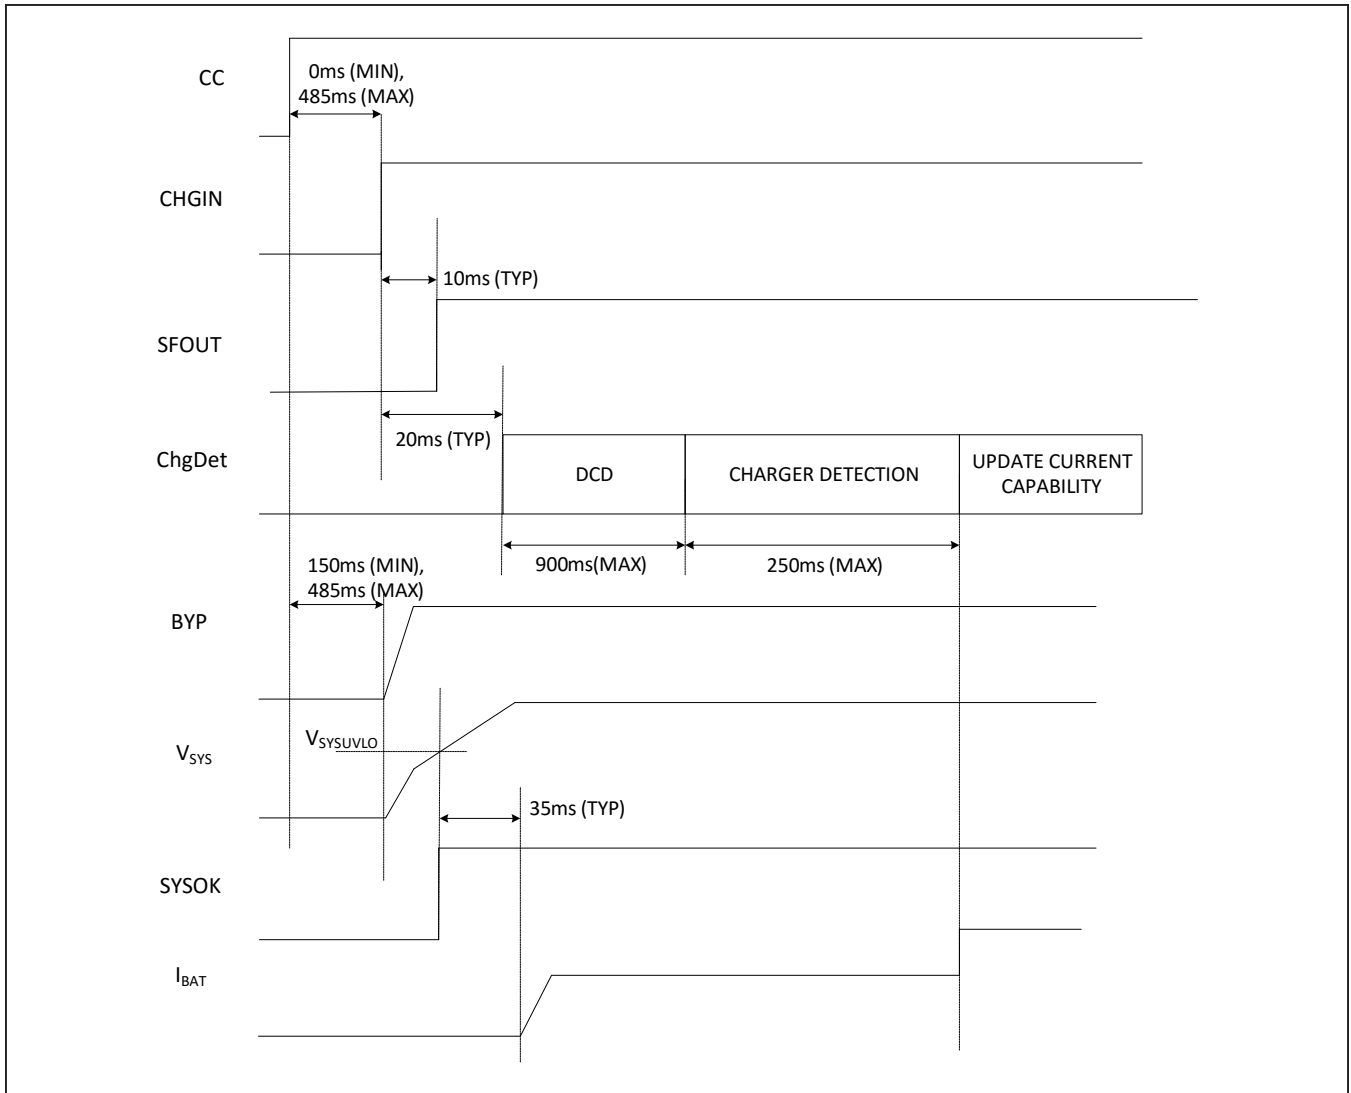 CC
0ms (MIN),
485ms (MAX)
CHGIN
10ms (TYP)
SFOUT
20ms (TYP)
ChgDet
DCD
CHARGER DETECTION
UPDATE CURRENT
CAPABILITY
900ms(MAX)
250ms (MAX)
150ms (MIN),
485ms (MAX)
BYP
VSYSUVLO
VSYS
35ms (TYP)
SYSOK
IBAT